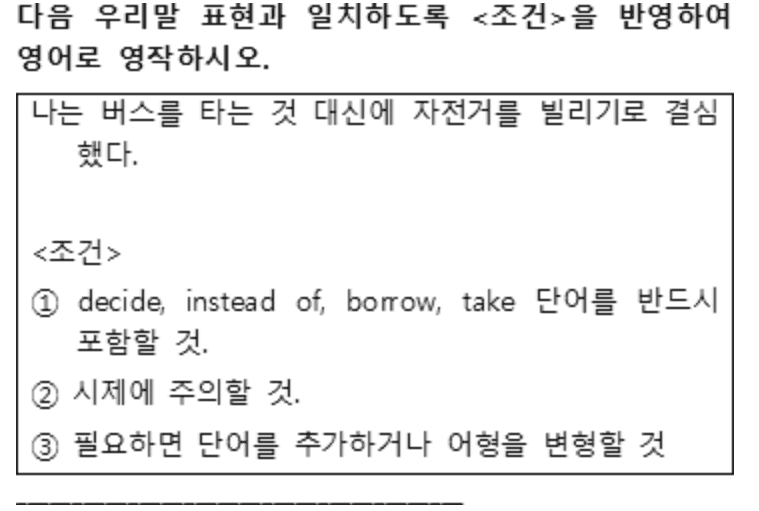 다음 우리말 표현과 일치하도록 <조건>을 반영하여
영어로 영작하시오.
나는 버스를 타는 것 대신에 자전거를 빌리기로 결심
했다.
<조건>
① decide, instead of, borrow, take 단어를 반드시
포함할 것.
② 시제에 주의할 것.
③ 필요하면 단어를 추가하거나 어형을 변형할 것